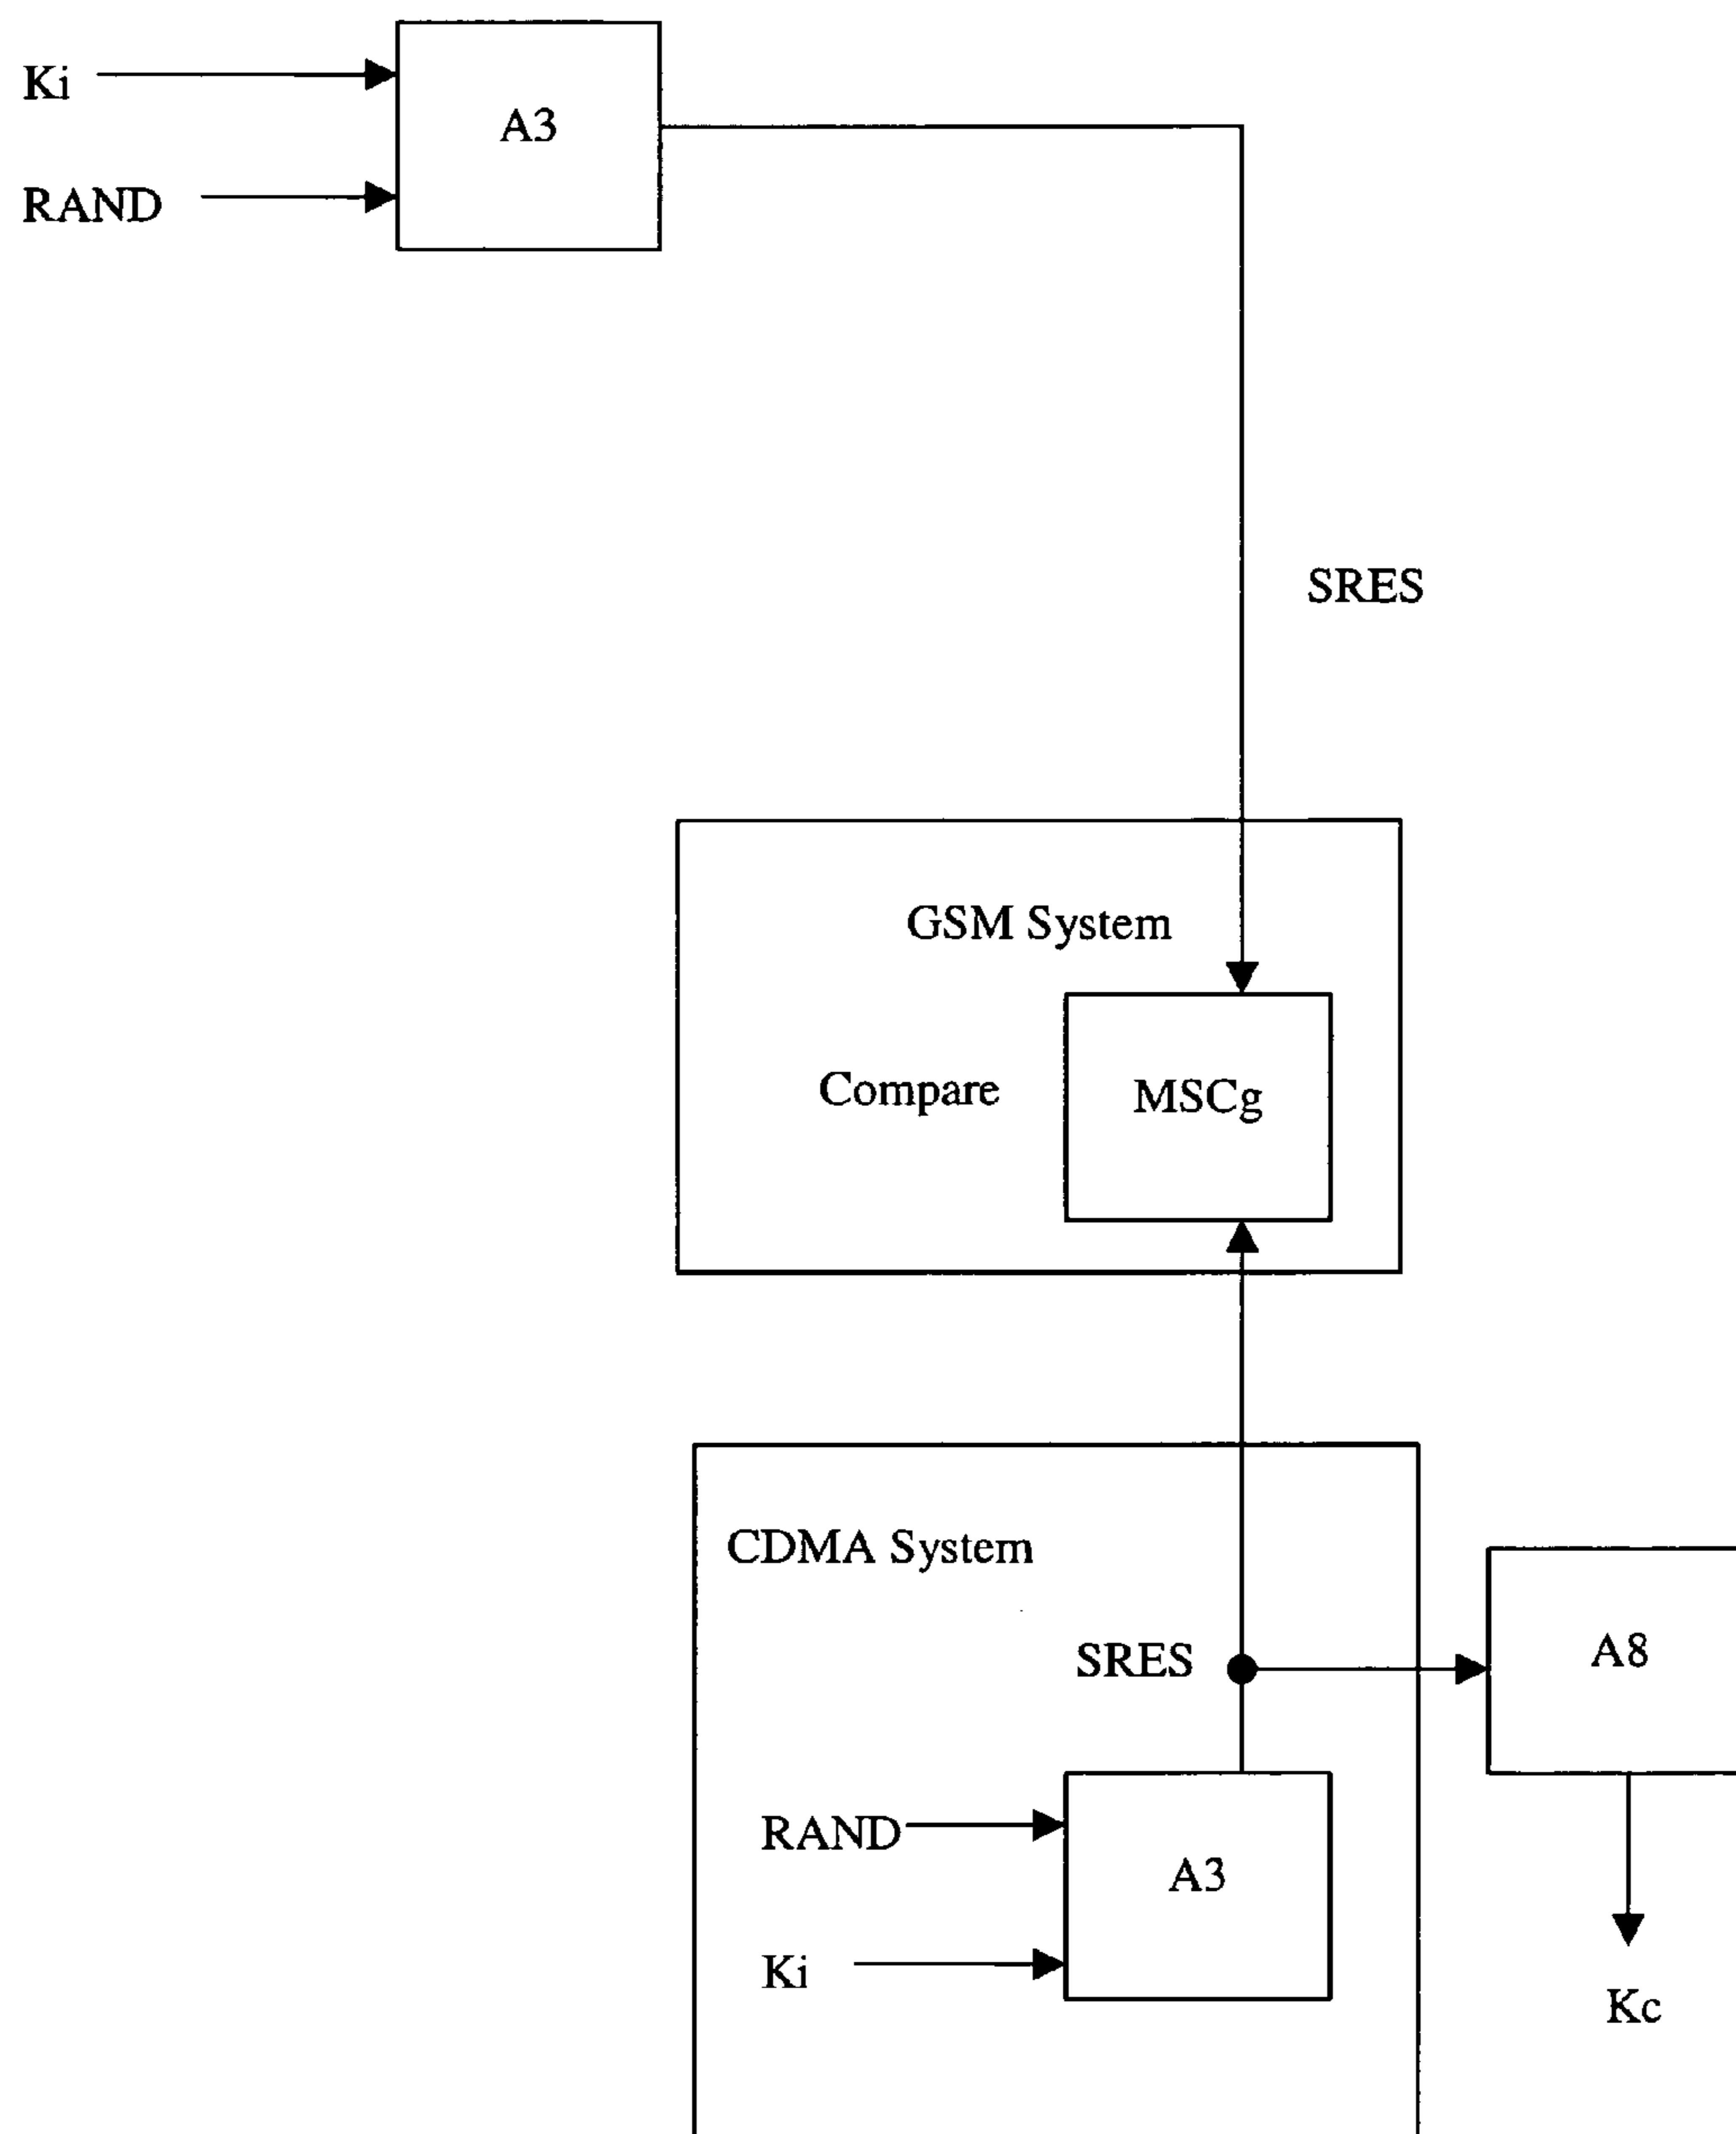 Ki
A3
RAND
SRES
GSM System
Compare
MSCg
CDMA System
SRES
A8
RAND
A3
Ki
Kc